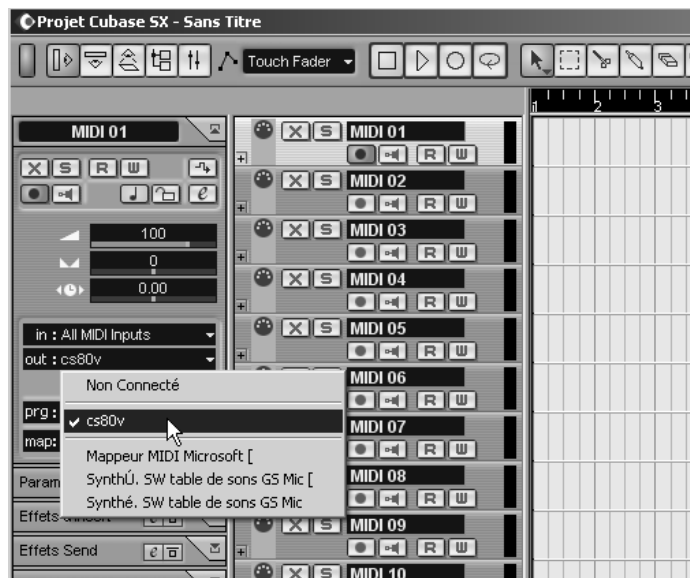 Projet Cubase SX - Sans Titre
Touch Fader
1 2 3
MIDI 01
X S R W
e
100
0
0.00
in : All MIDI Inputs
out : cs80v
prg :
map:
Non Connecté
cs80v
Mappeur MIDI Microsoft [
SynthÚ. SW table de sons GS Mic [
Synthé. SW table de sons GS Mic
Param
Effets
Effets Send
e
X S MIDI 01
R W
X S MIDI 02
R W
X S MIDI 03
R W
X S MIDI 04
R W
X S MIDI 05
R W
MIDI 06
R W
MIDI 07
R W
MIDI 08
R W
X S MIDI 09
R W
X S MIDI 10